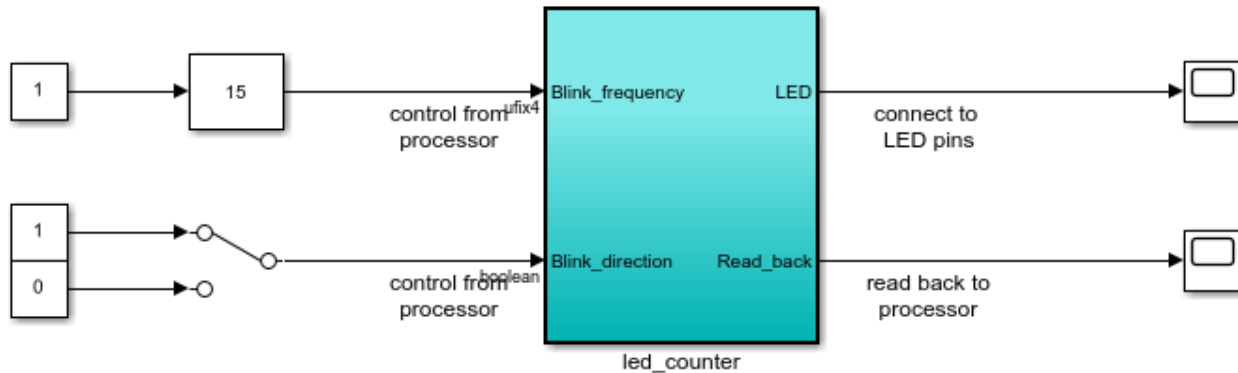 1
15
control from
processor
ufix4
Blink_frequency
LED
connect to
LED pins
1
0
control from
processor
boolean
Blink_direction
Read_back
read back to
processor
led_counter